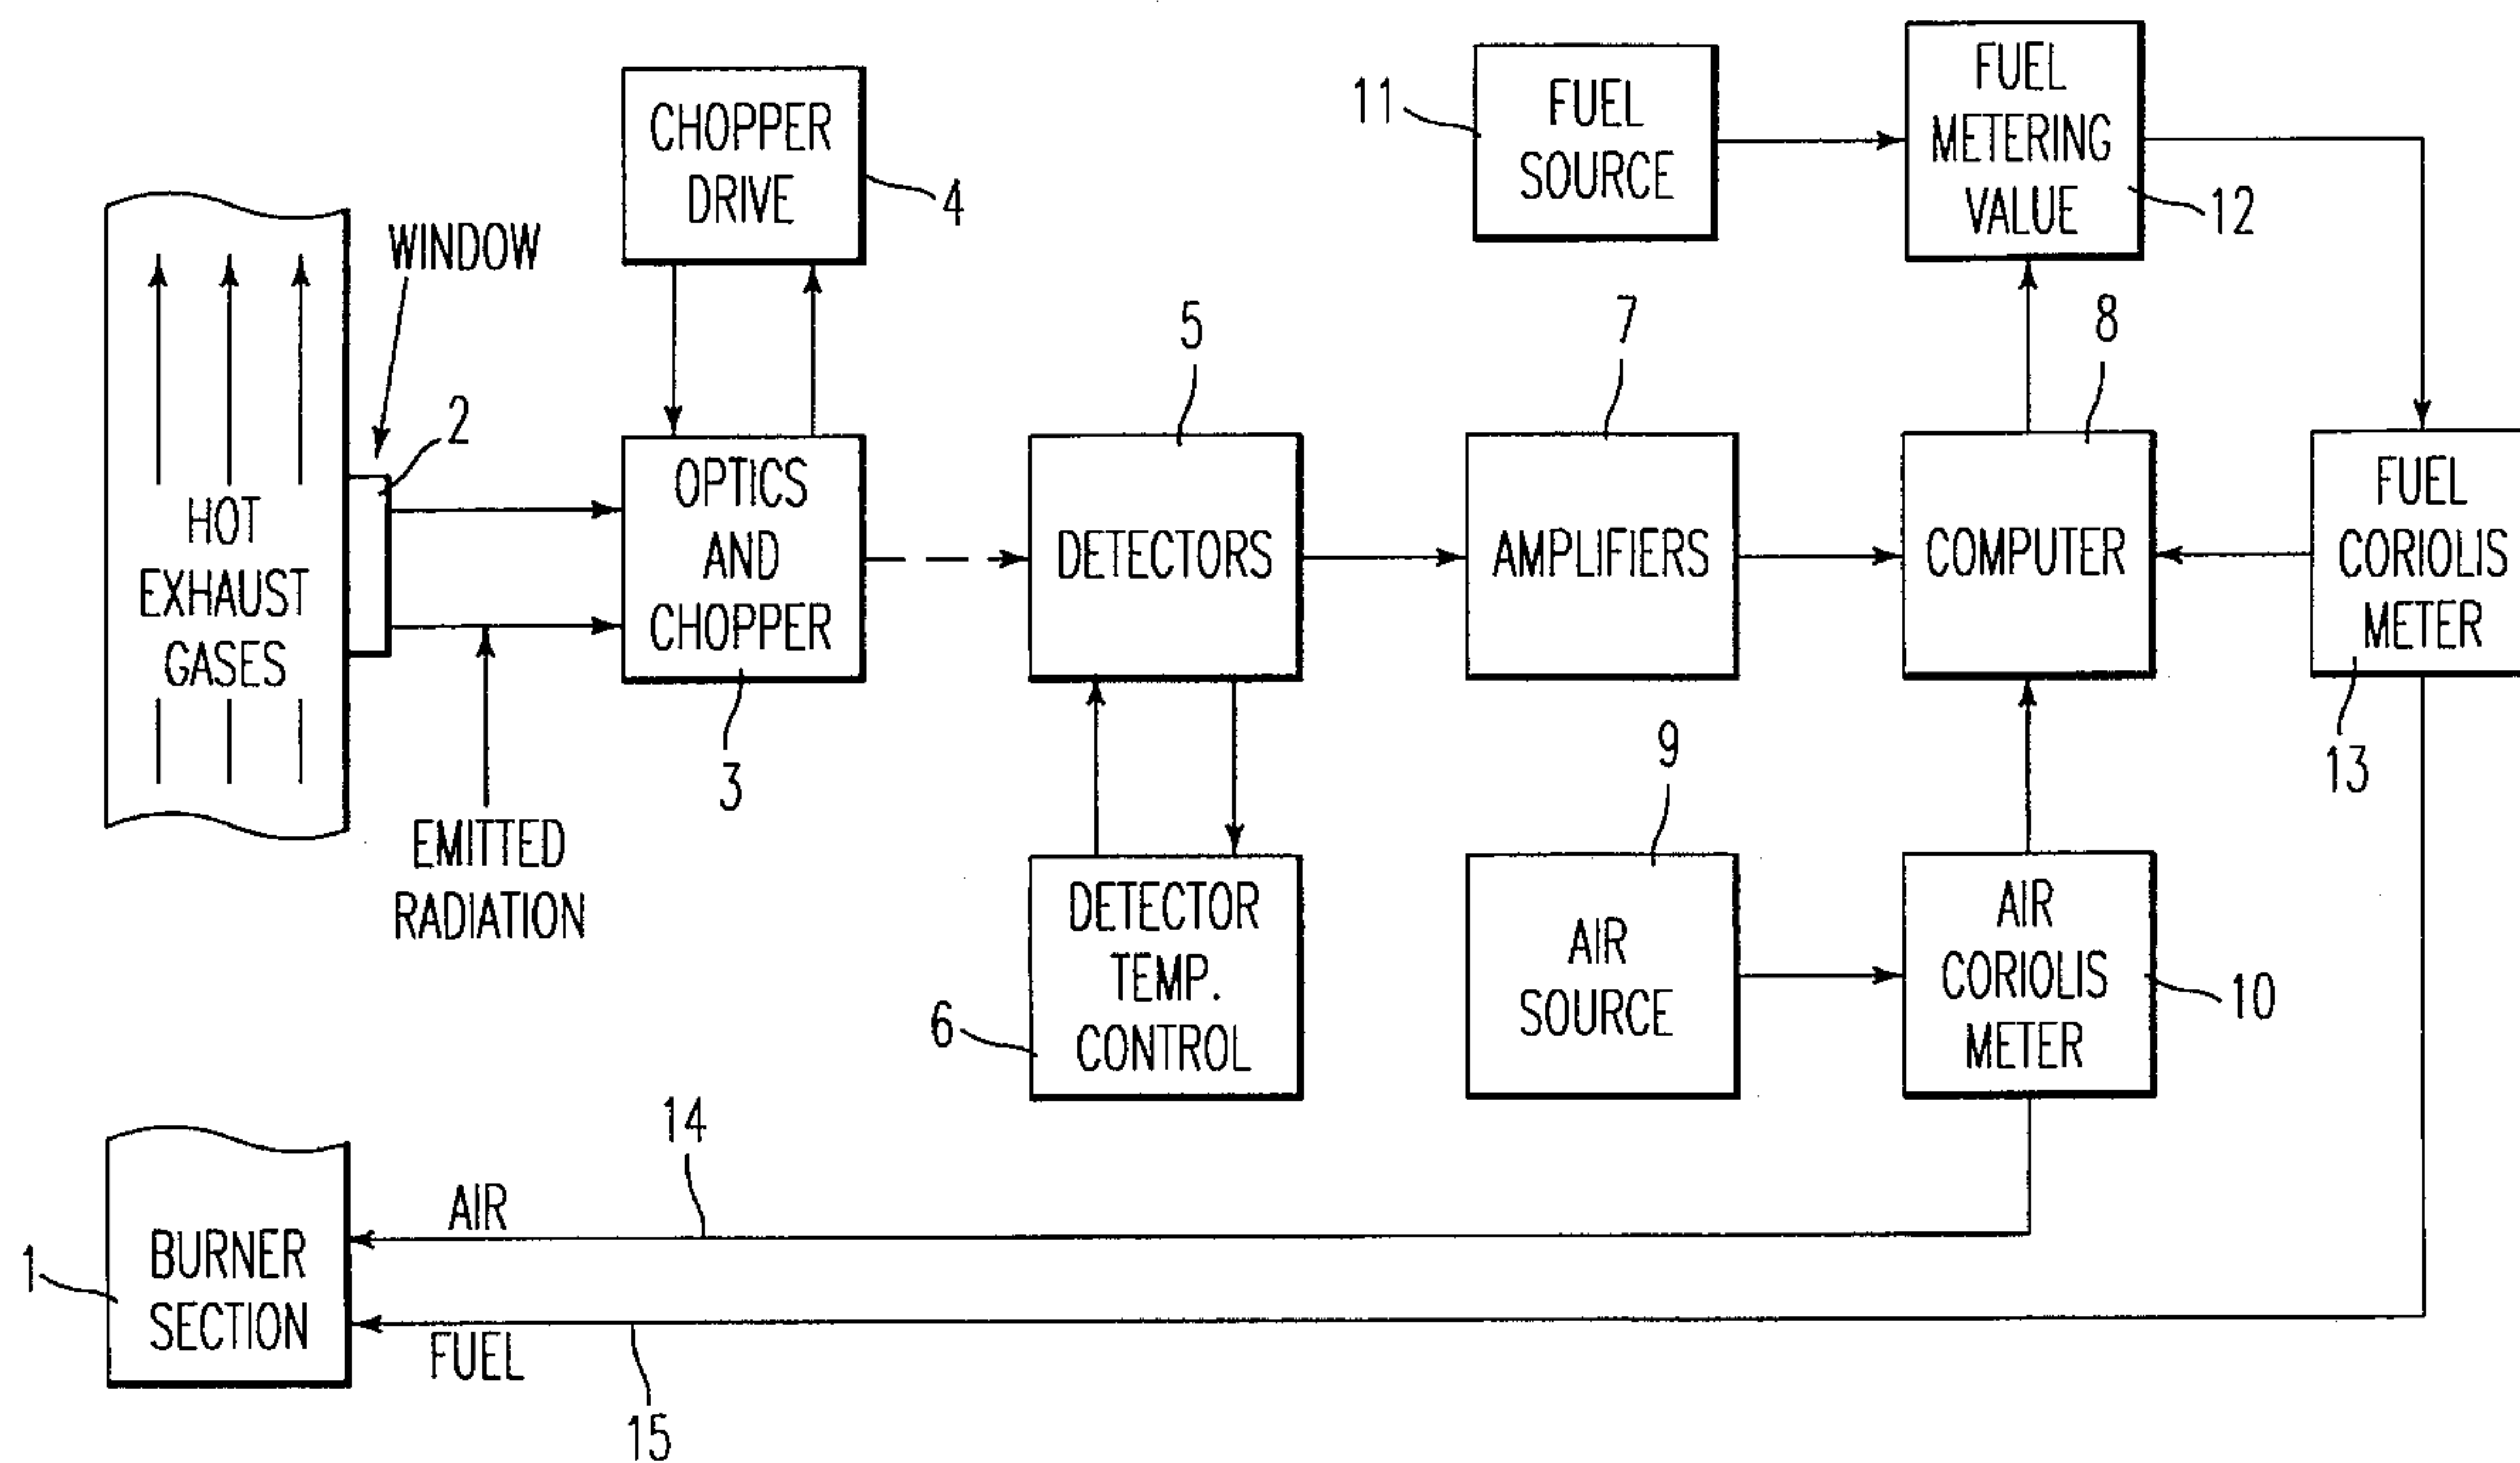 CHOPPER
DRIVE
4
11
FUEL
SOURCE
FUEL
METERING
VALUE
12
WINDOW
2
HOT
EXHAUST
GASES
OPTICS
AND
CHOPPER
3
EMITTED
RADIATION
5
DETECTORS
7
AMPLIFIERS
8
COMPUTER
FUEL
CORIOLIS
METER
13
6
DETECTOR
TEMP.
CONTROL
9
AIR
SOURCE
AIR
CORIOLIS
METER
10
1
BURNER
SECTION
AIR
14
FUEL
15